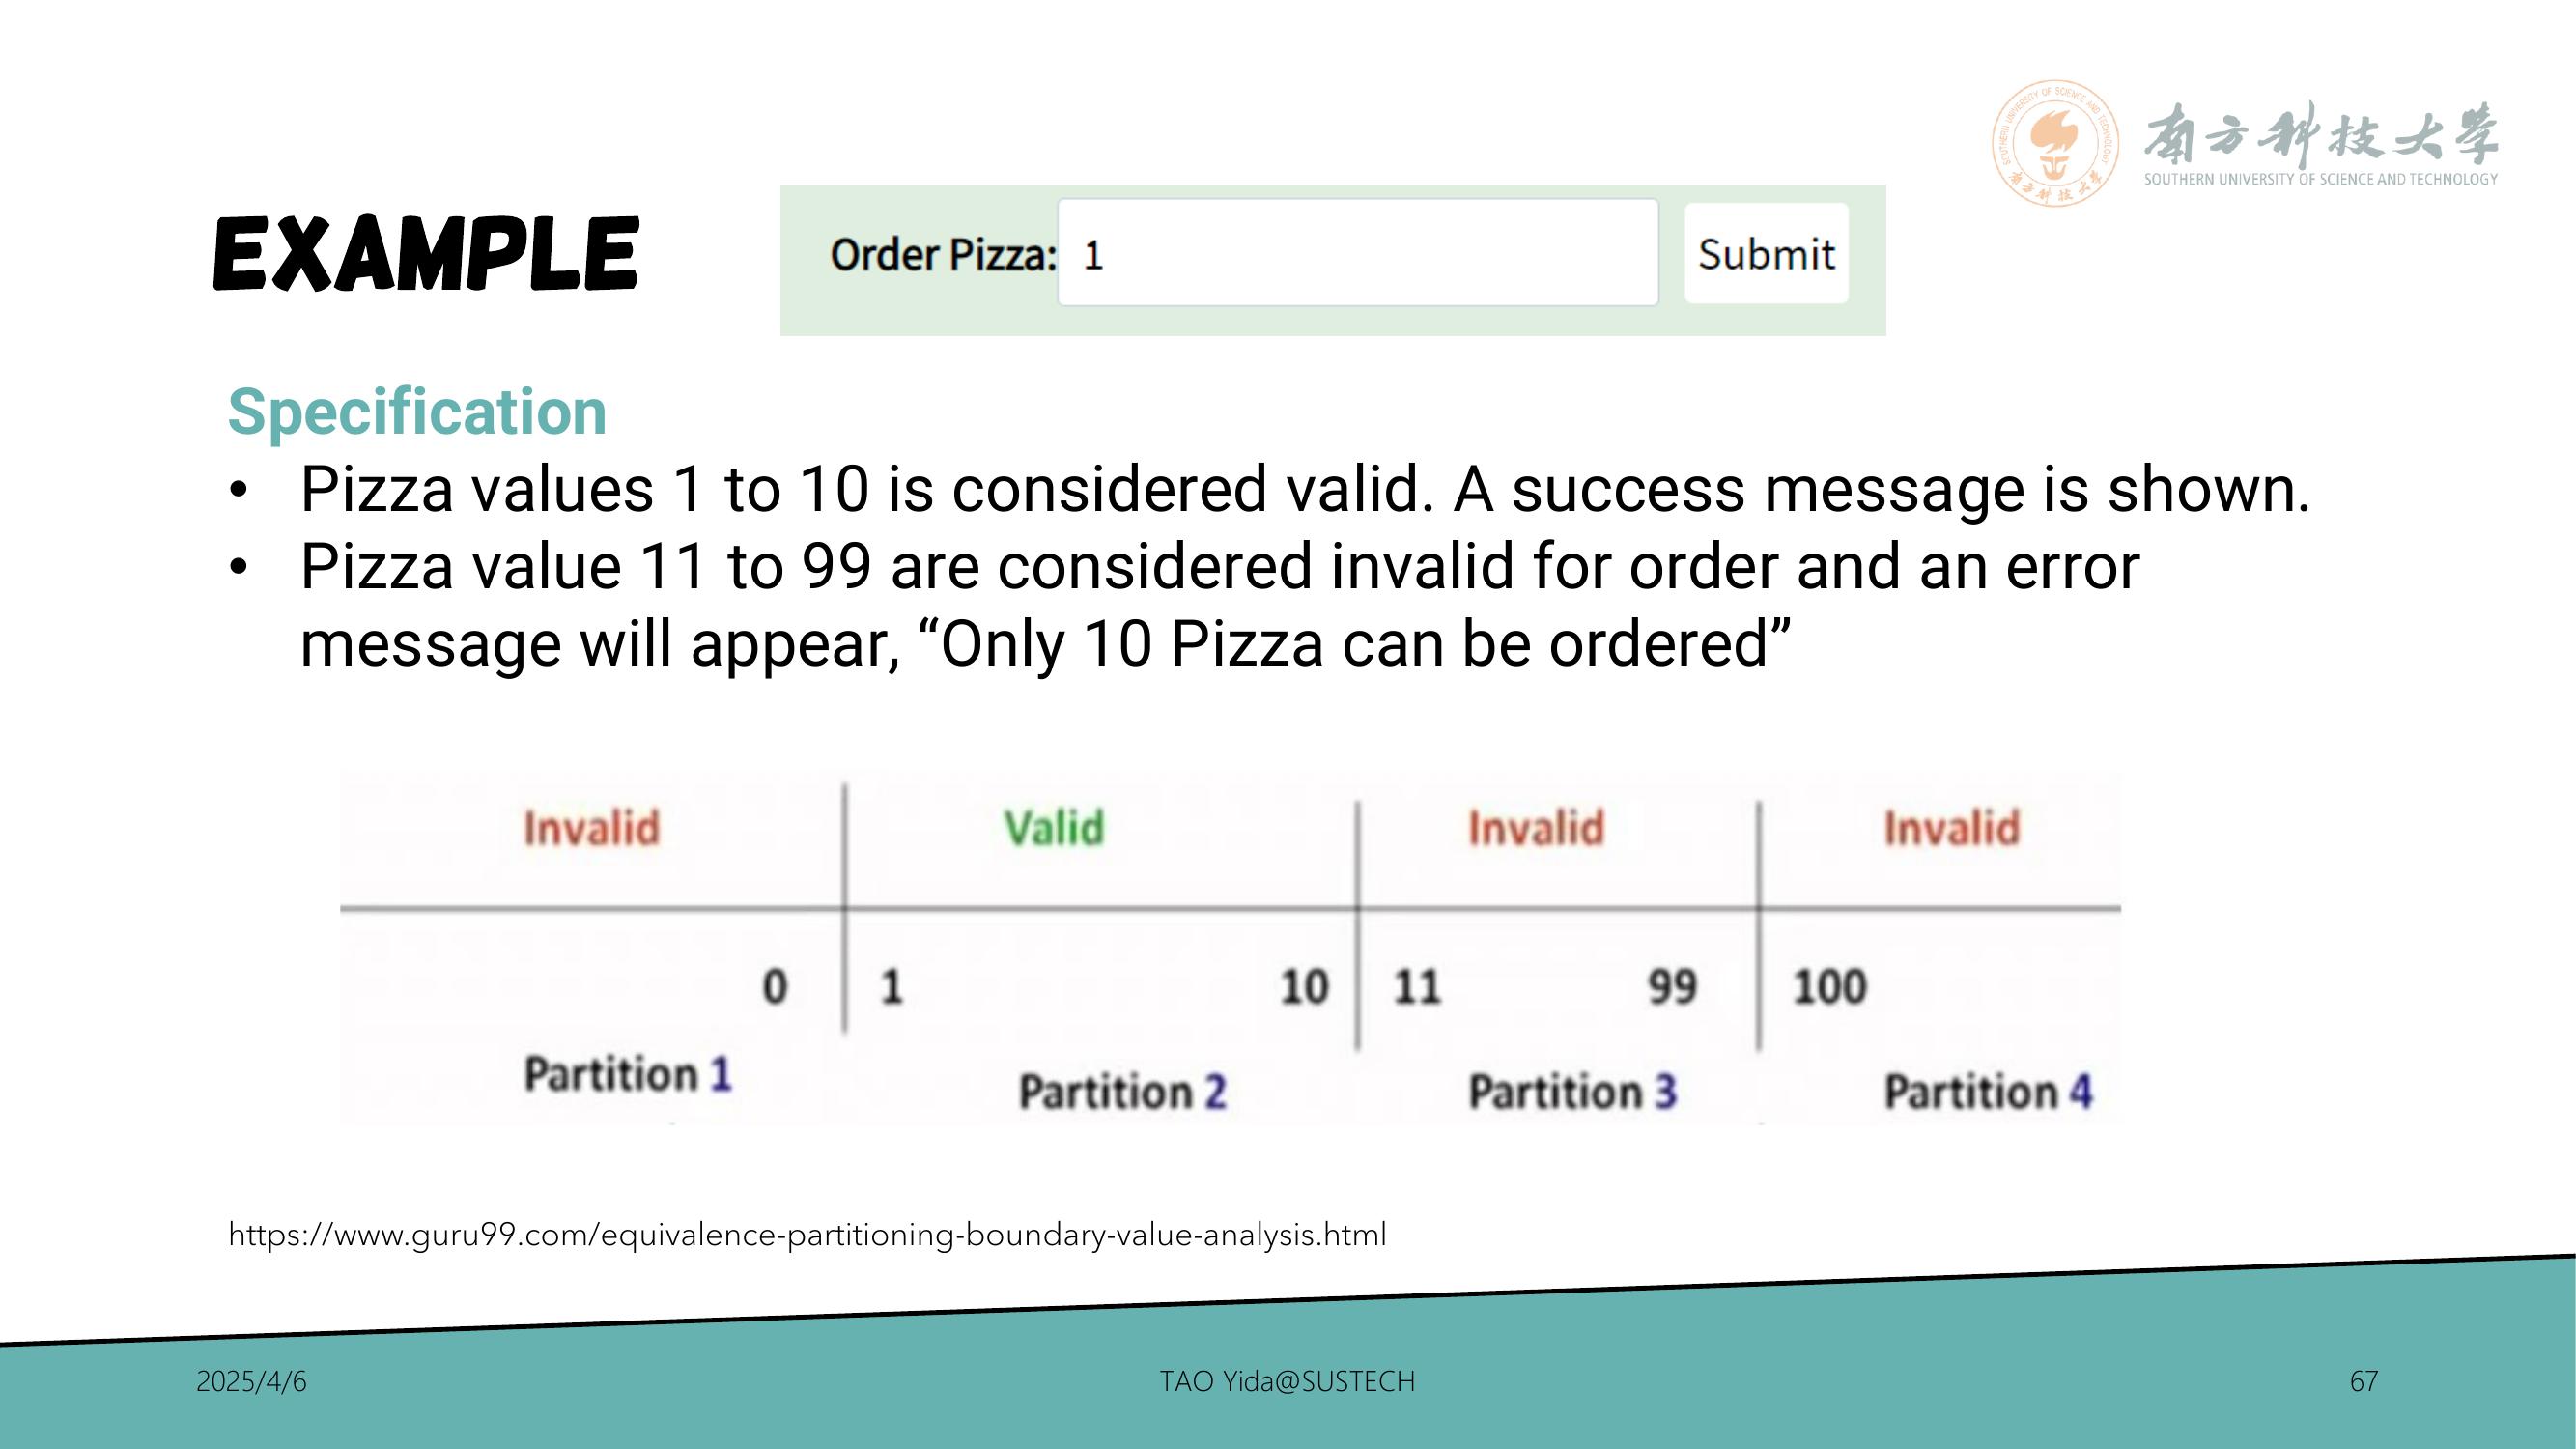 南方科技大学
SOUTHERN UNIVERSITY OF SCIENCE AND TECHNOLOGY
EXAMPLE
Order Pizza: 1 Submit
Specification
• Pizza values 1 to 10 is considered valid. A success message is shown.
• Pizza value 11 to 99 are considered invalid for order and an error
message will appear, “Only 10 Pizza can be ordered”
Invalid Valid Invalid Invalid
0 1 10 11 99 100
Partition 1 Partition 2 Partition 3 Partition 4
https://www.guru99.com/equivalence-partitioning-boundary-value-analysis.html
2025/4/6 TAO Yida@SUSTECH 67